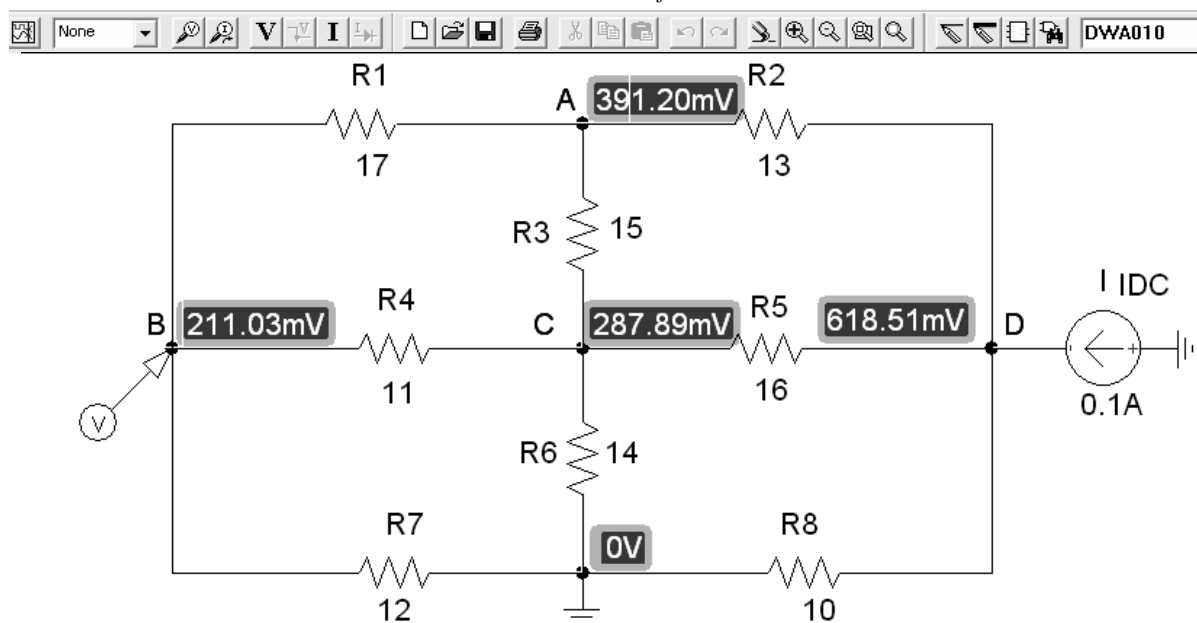 None V I DWA010
R1 R2
A 391.20mV
17 13
R3 15
I IDC
B 211.03mV R4 C 287.89mV R5 618.51mV D
- +
11 16 0.1A
V
R6 14
R7 R8
0V
12 10